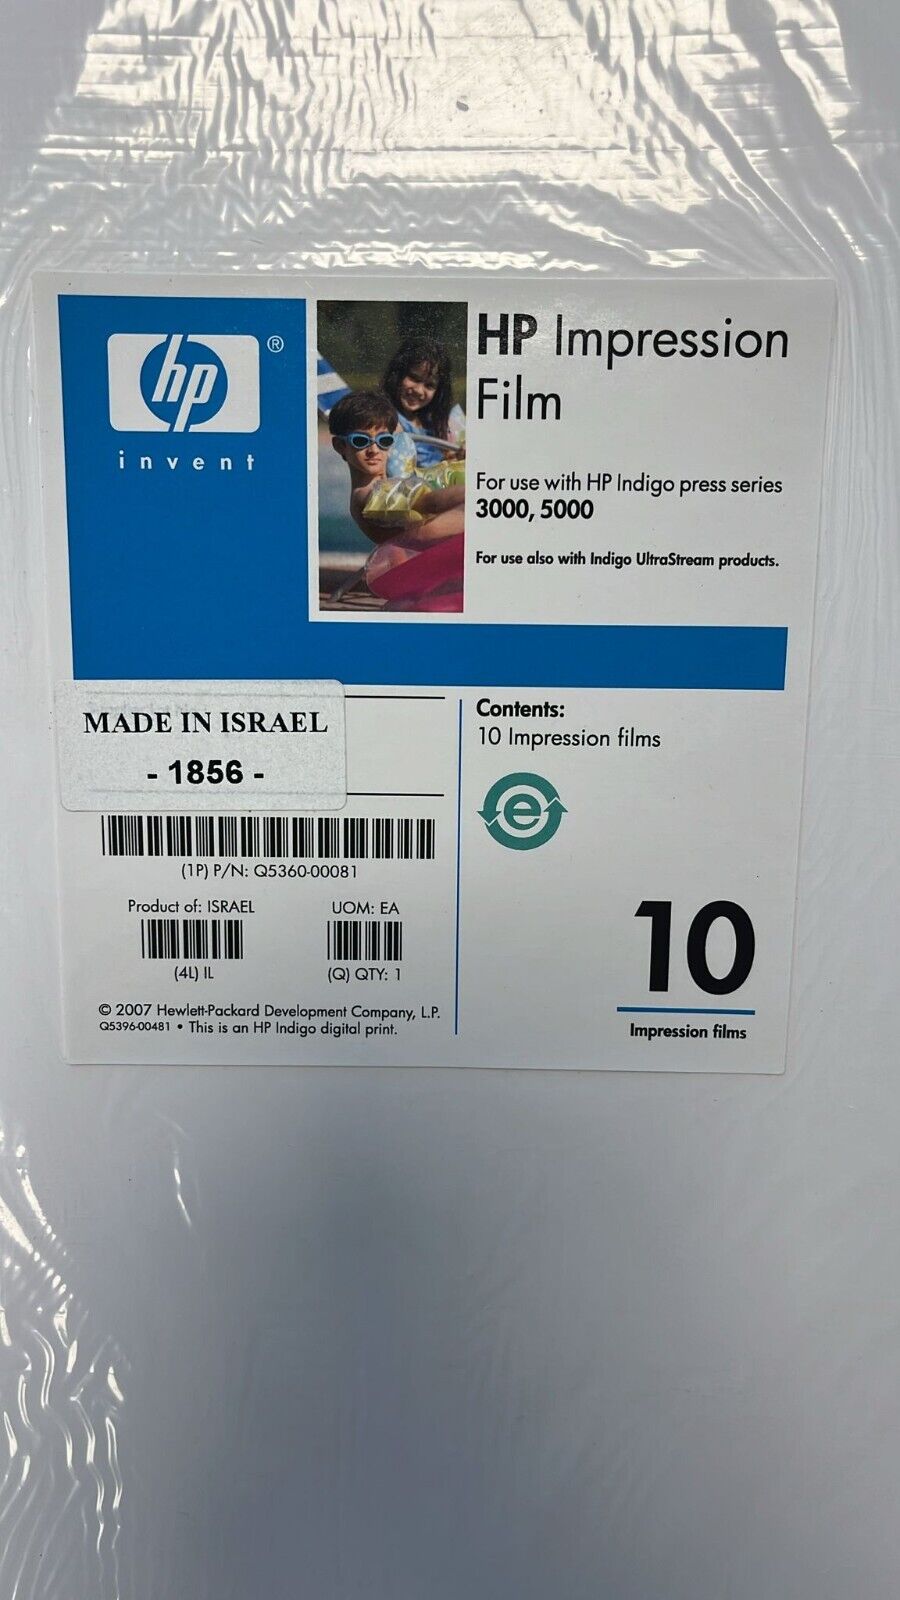 hp ®
invent
HP Impression
Film
For use with HP Indigo press series
3000, 5000
For use also with Indigo UltraStream products.
MADE IN ISRAEL
- 1856 -
(1P) P/N: Q5360-00081
Product of: ISRAEL
(4L) IL
UOM: EA
(Q) QTY: 1
© 2007 Hewlett-Packard Development Company, L.P.
Q5396-00481 • This is an HP Indigo digital print.
Contents:
10 Impression films
e
10
Impression films